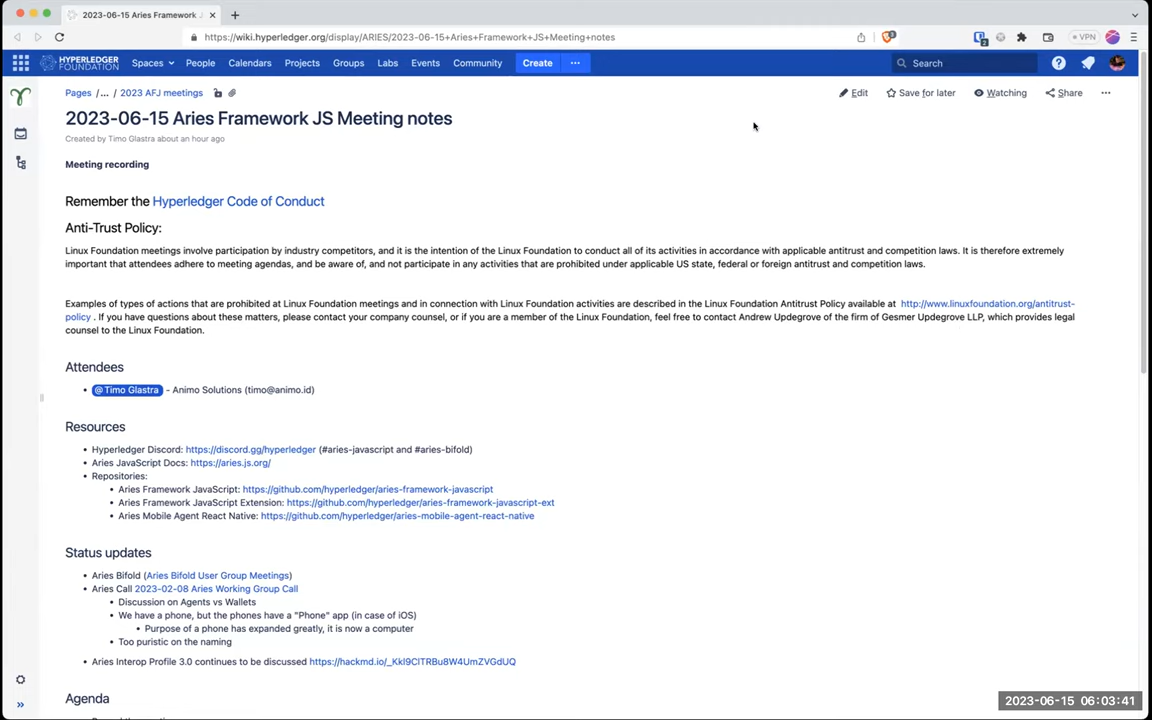 2023-06-15 Aries Framework J
https://wiki.hyperledger.org/display/ARIES/2023-06-15+Aries+Framework+JS+Meeting+notes
VPN
HYPERLEDGER FOUNDATION
Spaces People Calendars Projects Groups Labs Events Community Create ··· Search
Pages /... / 2023 AFJ meetings
Edit Save for later Watching Share ···
2023-06-15 Aries Framework JS Meeting notes
Created by Timo Glastra about an hour ago
Meeting recording
Remember the Hyperledger Code of Conduct
Anti-Trust Policy:
Linux Foundation meetings involve participation by industry competitors, and it is the intention of the Linux Foundation to conduct all of its activities in accordance with applicable antitrust and competition laws. It is therefore extremely
important that attendees adhere to meeting agendas, and be aware of, and not participate in any activities that are prohibited under applicable US state, federal or foreign antitrust and competition laws.
Examples of types of actions that are prohibited at Linux Foundation meetings and in connection with Linux Foundation activities are described in the Linux Foundation Antitrust Policy available at http://www.linuxfoundation.org/antitrust-
policy . If you have questions about these matters, please contact your company counsel, or if you are a member of the Linux Foundation, feel free to contact Andrew Updegrove of the firm of Gesmer Updegrove LLP, which provides legal
counsel to the Linux Foundation.
Attendees
• @Timo Glastra - Animo Solutions (timo@animo.id)
Resources
• Hyperledger Discord: https://discord.gg/hyperledger (#aries-javascript and #aries-bifold)
• Aries JavaScript Docs: https://aries.js.org/
• Repositories:
• Aries Framework JavaScript: https://github.com/hyperledger/aries-framework-javascript
• Aries Framework JavaScript Extension: https://github.com/hyperledger/aries-framework-javascript-ext
• Aries Mobile Agent React Native: https://github.com/hyperledger/aries-mobile-agent-react-native
Status updates
• Aries Bifold (Aries Bifold User Group Meetings)
• Aries Call 2023-02-08 Aries Working Group Call
• Discussion on Agents vs Wallets
• We have a phone, but the phones have a "Phone" app (in case of iOS)
• Purpose of a phone has expanded greatly, it is now a computer
• Too puristic on the naming
• Aries Interop Profile 3.0 continues to be discussed https://hackmd.io/_KkI9ClTRBu8W4UmZVGdUQ
Agenda
2023-06-15 06:03:41